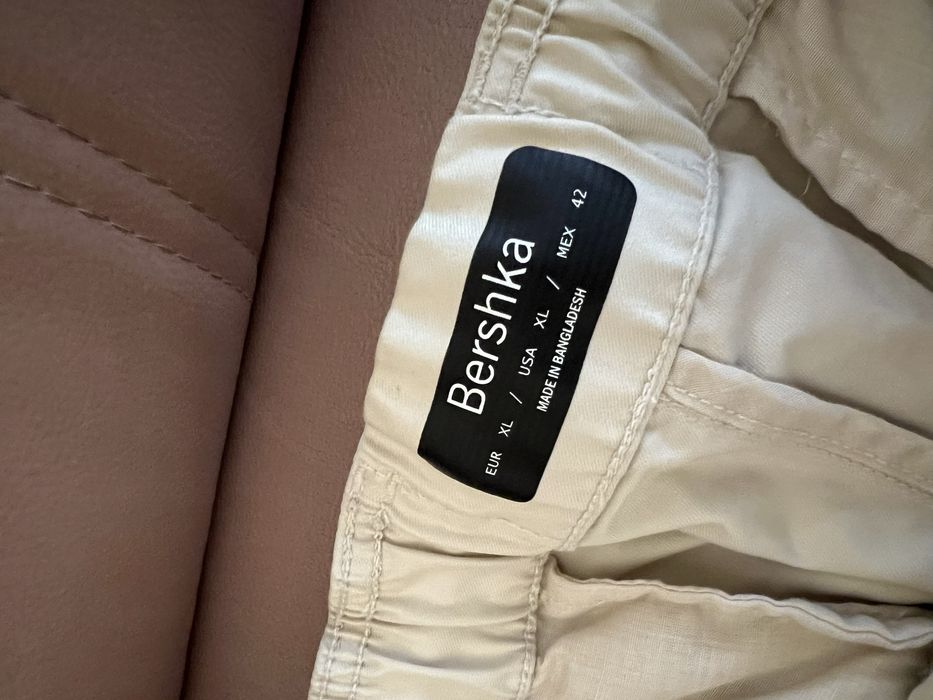 Bershka
EUR XL / USA XL / MEX 42
MADE IN BANGLADESH